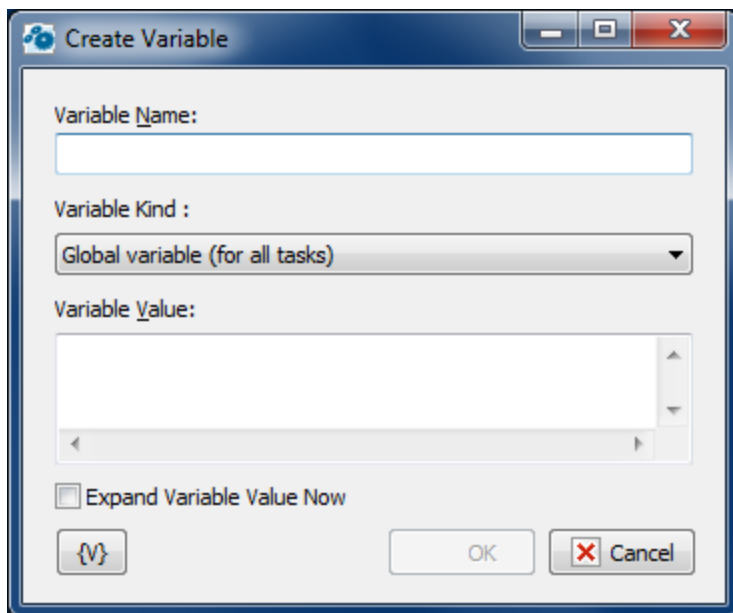 Create Variable
Variable Name:
Variable Kind :
Global variable (for all tasks)
Variable Value:
Expand Variable Value Now
{V} OK Cancel